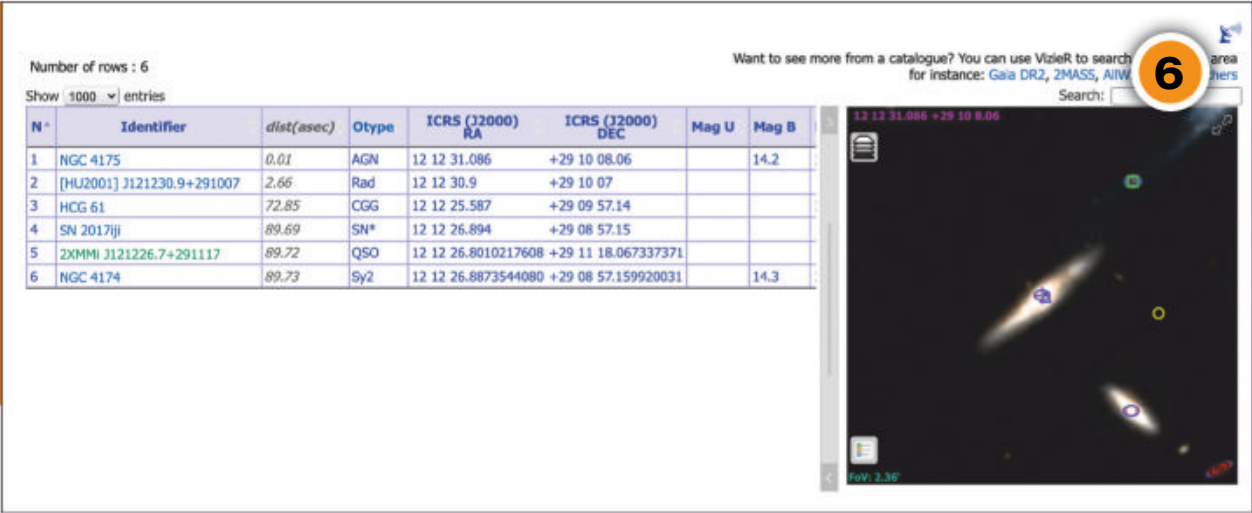 6
Number of rows : 6
Want to see more from a catalogue? You can use VizieR to search area
for instance: Gaia DR2, 2MASS, AllW hers
Show 1000 entries
Search:
N Identifier dist(asec) Otype ICRS (J2000) RA ICRS (J2000) DEC Mag U Mag B
1 NGC 4175 0.01 AGN 12 12 31.086 +29 10 08.06 14.2
2 [HU2001] J121230.9+291007 2.66 Rad 12 12 30.9 +29 10 07
3 HCG 61 72.85 CGG 12 12 25.587 +29 09 57.14
4 SN 2017iji 89.69 SN* 12 12 26.894 +29 08 57.15
5 2XMMi J121226.7+291117 89.72 QSO 12 12 26.8010217608 +29 11 18.067337371
6 NGC 4174 89.73 Sy2 12 12 26.8873544080 +29 08 57.159920031 14.3
12 12 31.086 +29 10 8.06
FoV: 2.36'